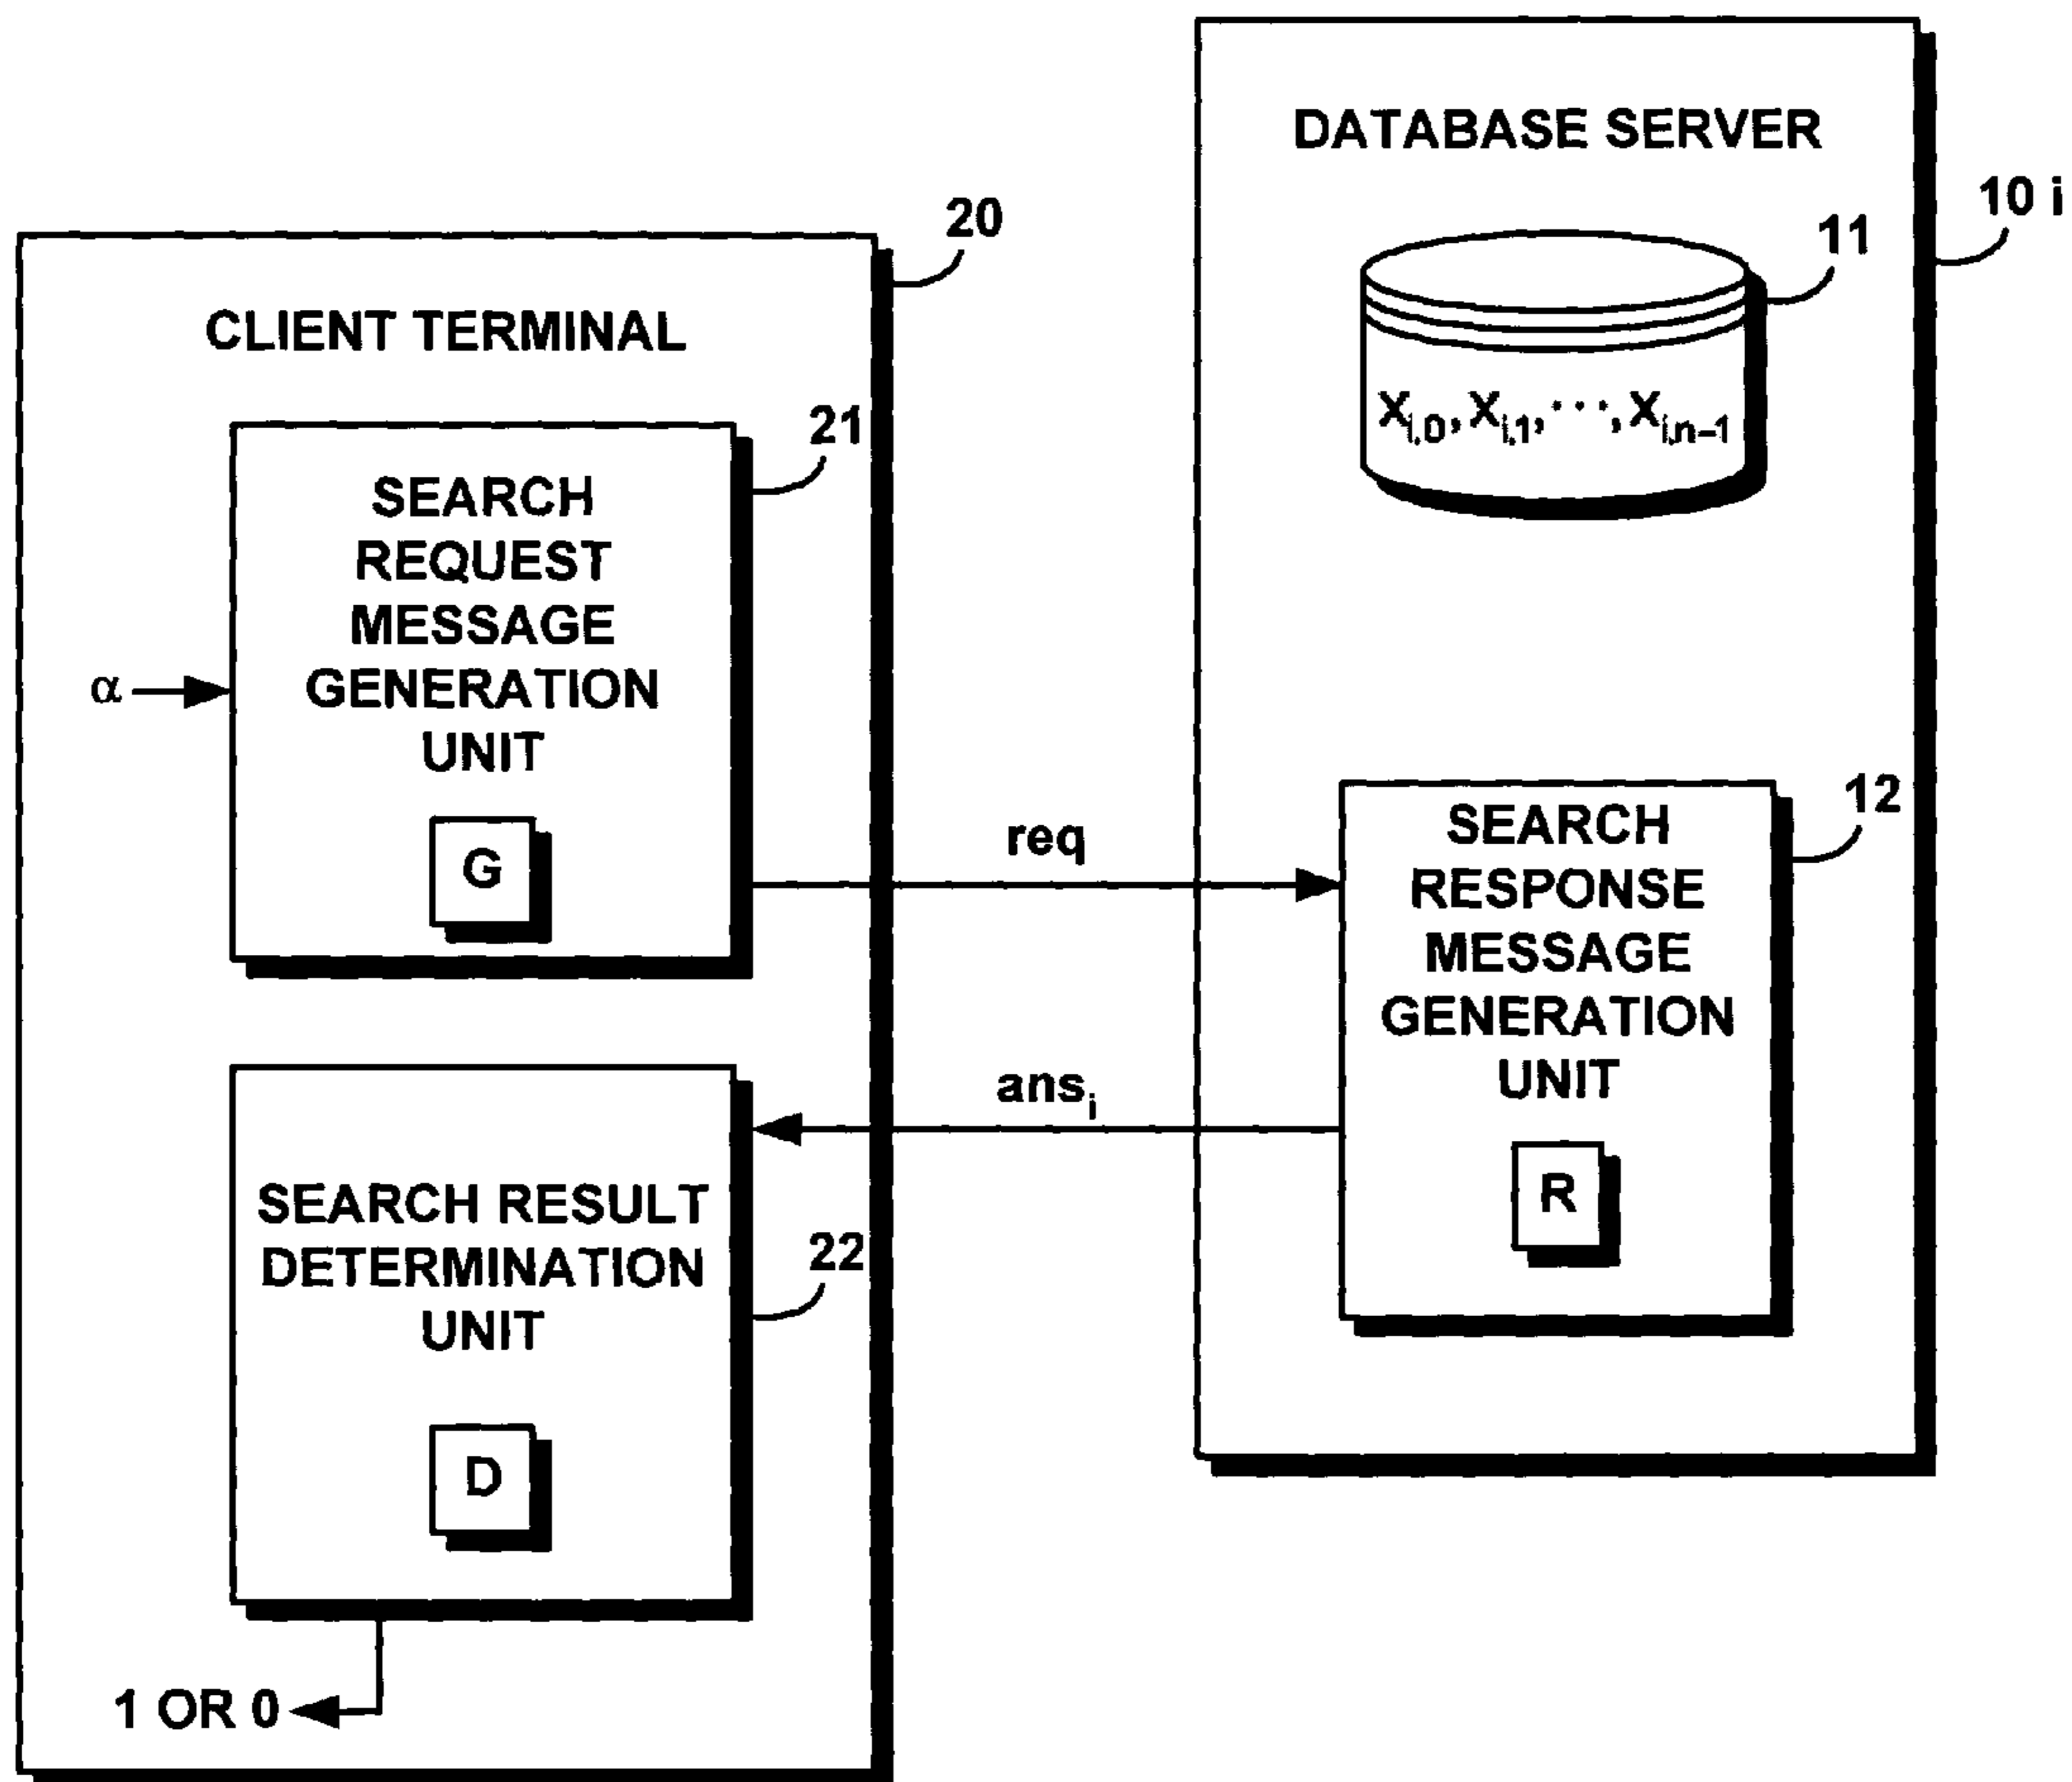 DATABASE SERVER
10 i
11
X_{i,0}, X_{i,1}, ···, X_{i,n-1}
12
SEARCH
RESPONSE
MESSAGE
GENERATION
UNIT
R
20
CLIENT TERMINAL
21
SEARCH
REQUEST
MESSAGE
GENERATION
UNIT
G
α
req
ans_i
SEARCH RESULT
DETERMINATION
UNIT
22
D
1 OR 0